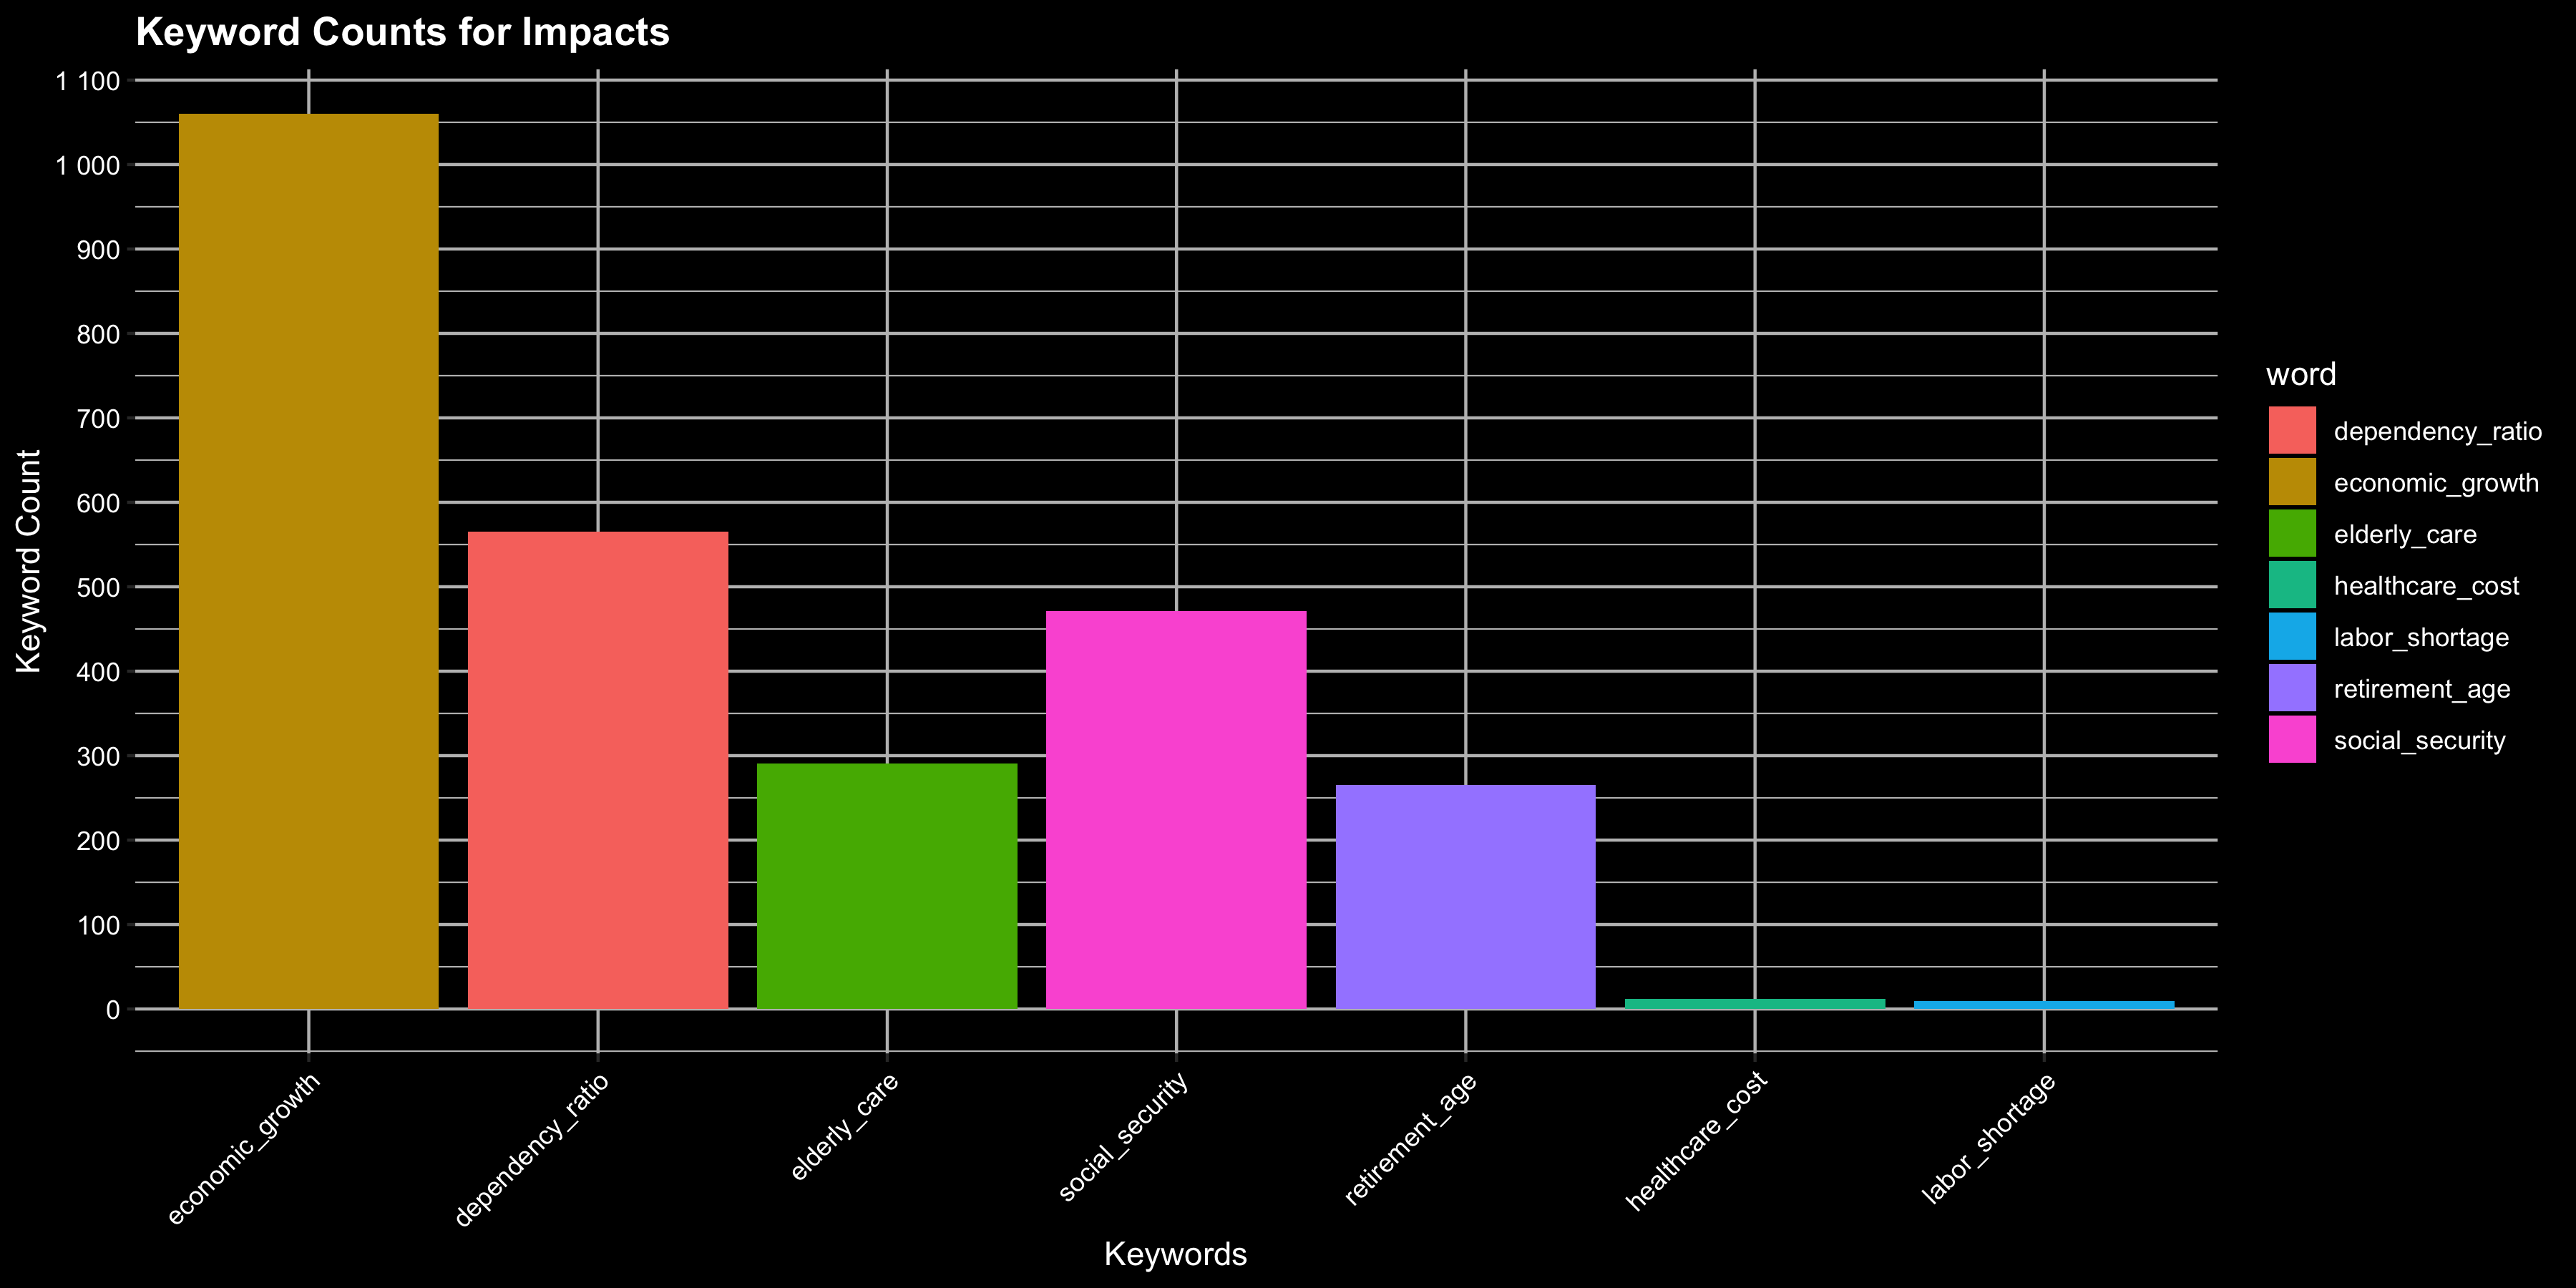 Keyword Counts for Impacts
Keyword Count
1 100
1 000
900
800
700
600
500
400
300
200
100
0
economic_growth
dependency_ratio
elderly_care
social_security
retirement_age
healthcare_cost
labor_shortage
Keywords
word
dependency_ratio
economic_growth
elderly_care
healthcare_cost
labor_shortage
retirement_age
social_security